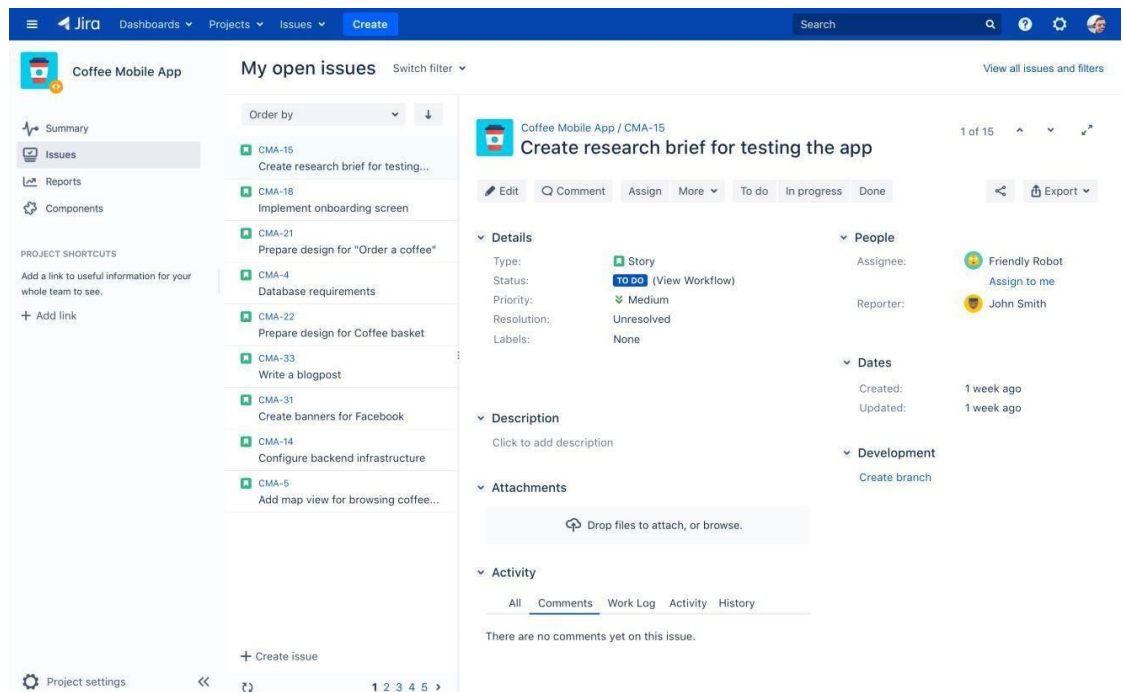 Jira Dashboards Projects Issues Create Search
Coffee Mobile App
Summary
Issues
Reports
Components
PROJECT SHORTCUTS
Add a link to useful information for your
whole team to see.
+ Add link
Project settings
My open issues Switch filter
View all issues and filters
Order by
CMA-15
Create research brief for testing...
CMA-18
Implement onboarding screen
CMA-21
Prepare design for "Order a coffee"
CMA-4
Database requirements
CMA-22
Prepare design for Coffee basket
CMA-33
Write a blogpost
CMA-31
Create banners for Facebook
CMA-14
Configure backend infrastructure
CMA-5
Add map view for browsing coffee...
+ Create issue
1 2 3 4 5
Coffee Mobile App / CMA-15
Create research brief for testing the app
1 of 15
Edit Comment Assign More To do In progress Done Export
Details
Type: Story
Status: TO DO (View Workflow)
Priority: Medium
Resolution: Unresolved
Labels: None
Description
Click to add description
Attachments
Drop files to attach, or browse.
Activity
All Comments Work Log Activity History
There are no comments yet on this issue.
People
Assignee: Friendly Robot
Assign to me
Reporter: John Smith
Dates
Created: 1 week ago
Updated: 1 week ago
Development
Create branch